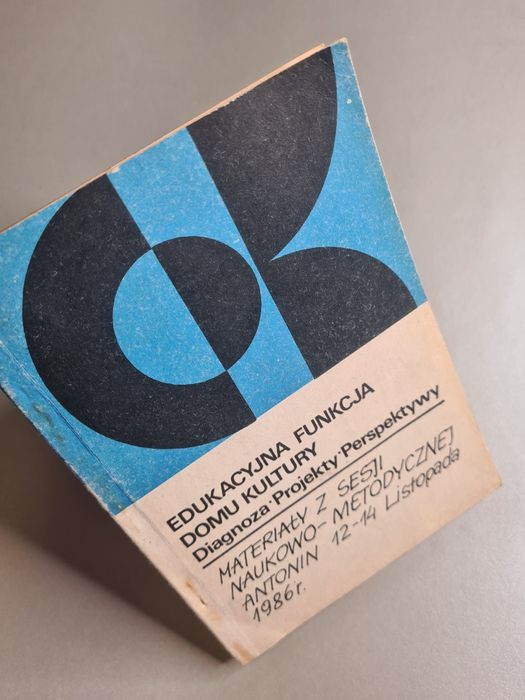 EDUKACYJNA FUNKCJA
DOMU KULTURY
Diagnoza·Projekty·Perspektywy
MATERIAŁY Z SESJI
NAUKOWO-METODYCZNEJ
ANTONIN 12-14 Listopada
1986r.